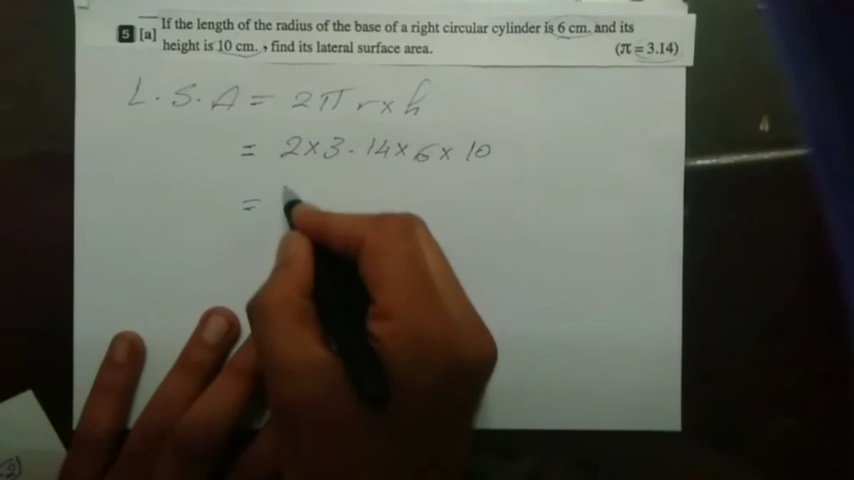 5 [a] If the length of the radius of the base of a right circular cylinder is 6 cm. and its
height is 10 cm. , find its lateral surface area. (π = 3.14)
L.S.A = 2πr×h
= 2×3.14×6×10
=